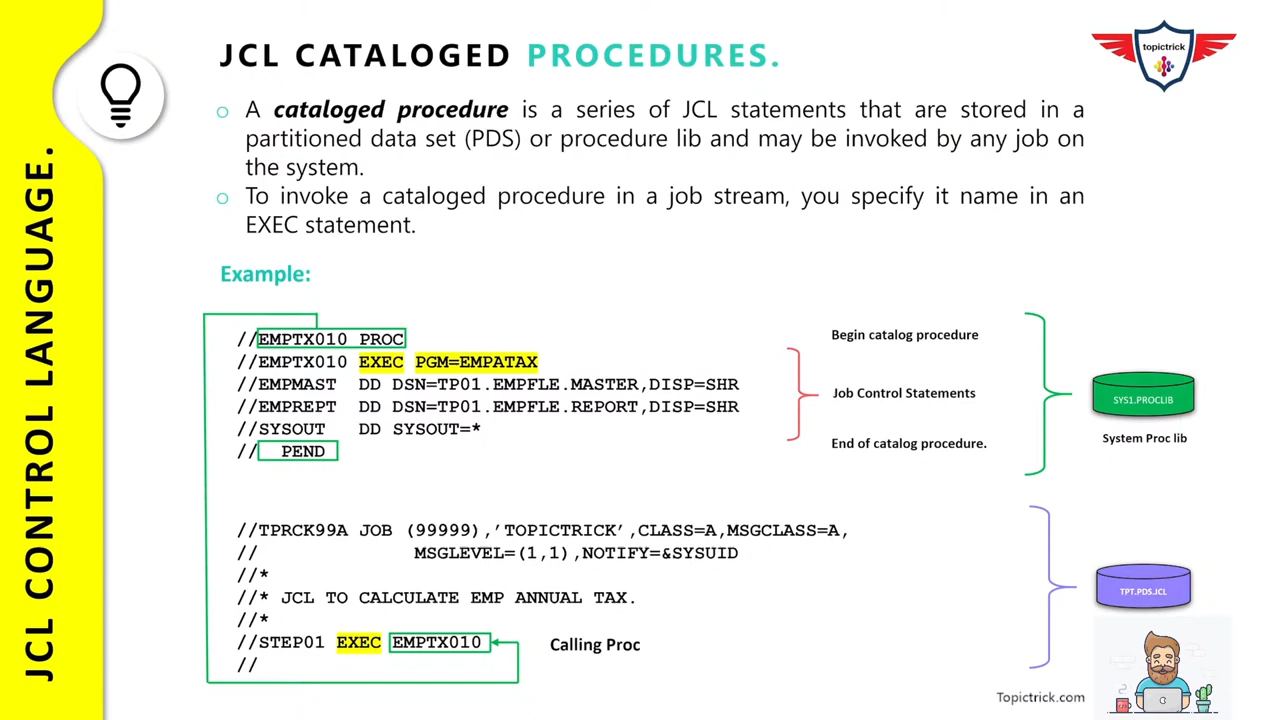 JCL CONTROL LANGUAGE.
JCL CATALOGED PROCEDURES.
topictrick
○ A cataloged procedure is a series of JCL statements that are stored in a
partitioned data set (PDS) or procedure lib and may be invoked by any job on
the system.
○ To invoke a cataloged procedure in a job stream, you specify it name in an
EXEC statement.
Example:
//EMPTX010 PROC
//EMPTX010 EXEC PGM=EMPATAX
//EMPMAST  DD DSN=TP01.EMPFLE.MASTER,DISP=SHR
//EMPREPT  DD DSN=TP01.EMPFLE.REPORT,DISP=SHR
//SYSOUT   DD SYSOUT=*
//  PEND
Begin catalog procedure
Job Control Statements
End of catalog procedure.
SYS1.PROCLIB
System Proc lib
//TPRCK99A JOB (99999),'TOPICTRICK',CLASS=A,MSGCLASS=A,
//              MSGLEVEL=(1,1),NOTIFY=&SYSUID
//*
//* JCL TO CALCULATE EMP ANNUAL TAX.
//*
//STEP01 EXEC EMPTX010
//
Calling Proc
TPT.PDS.JCL
Topictrick.com